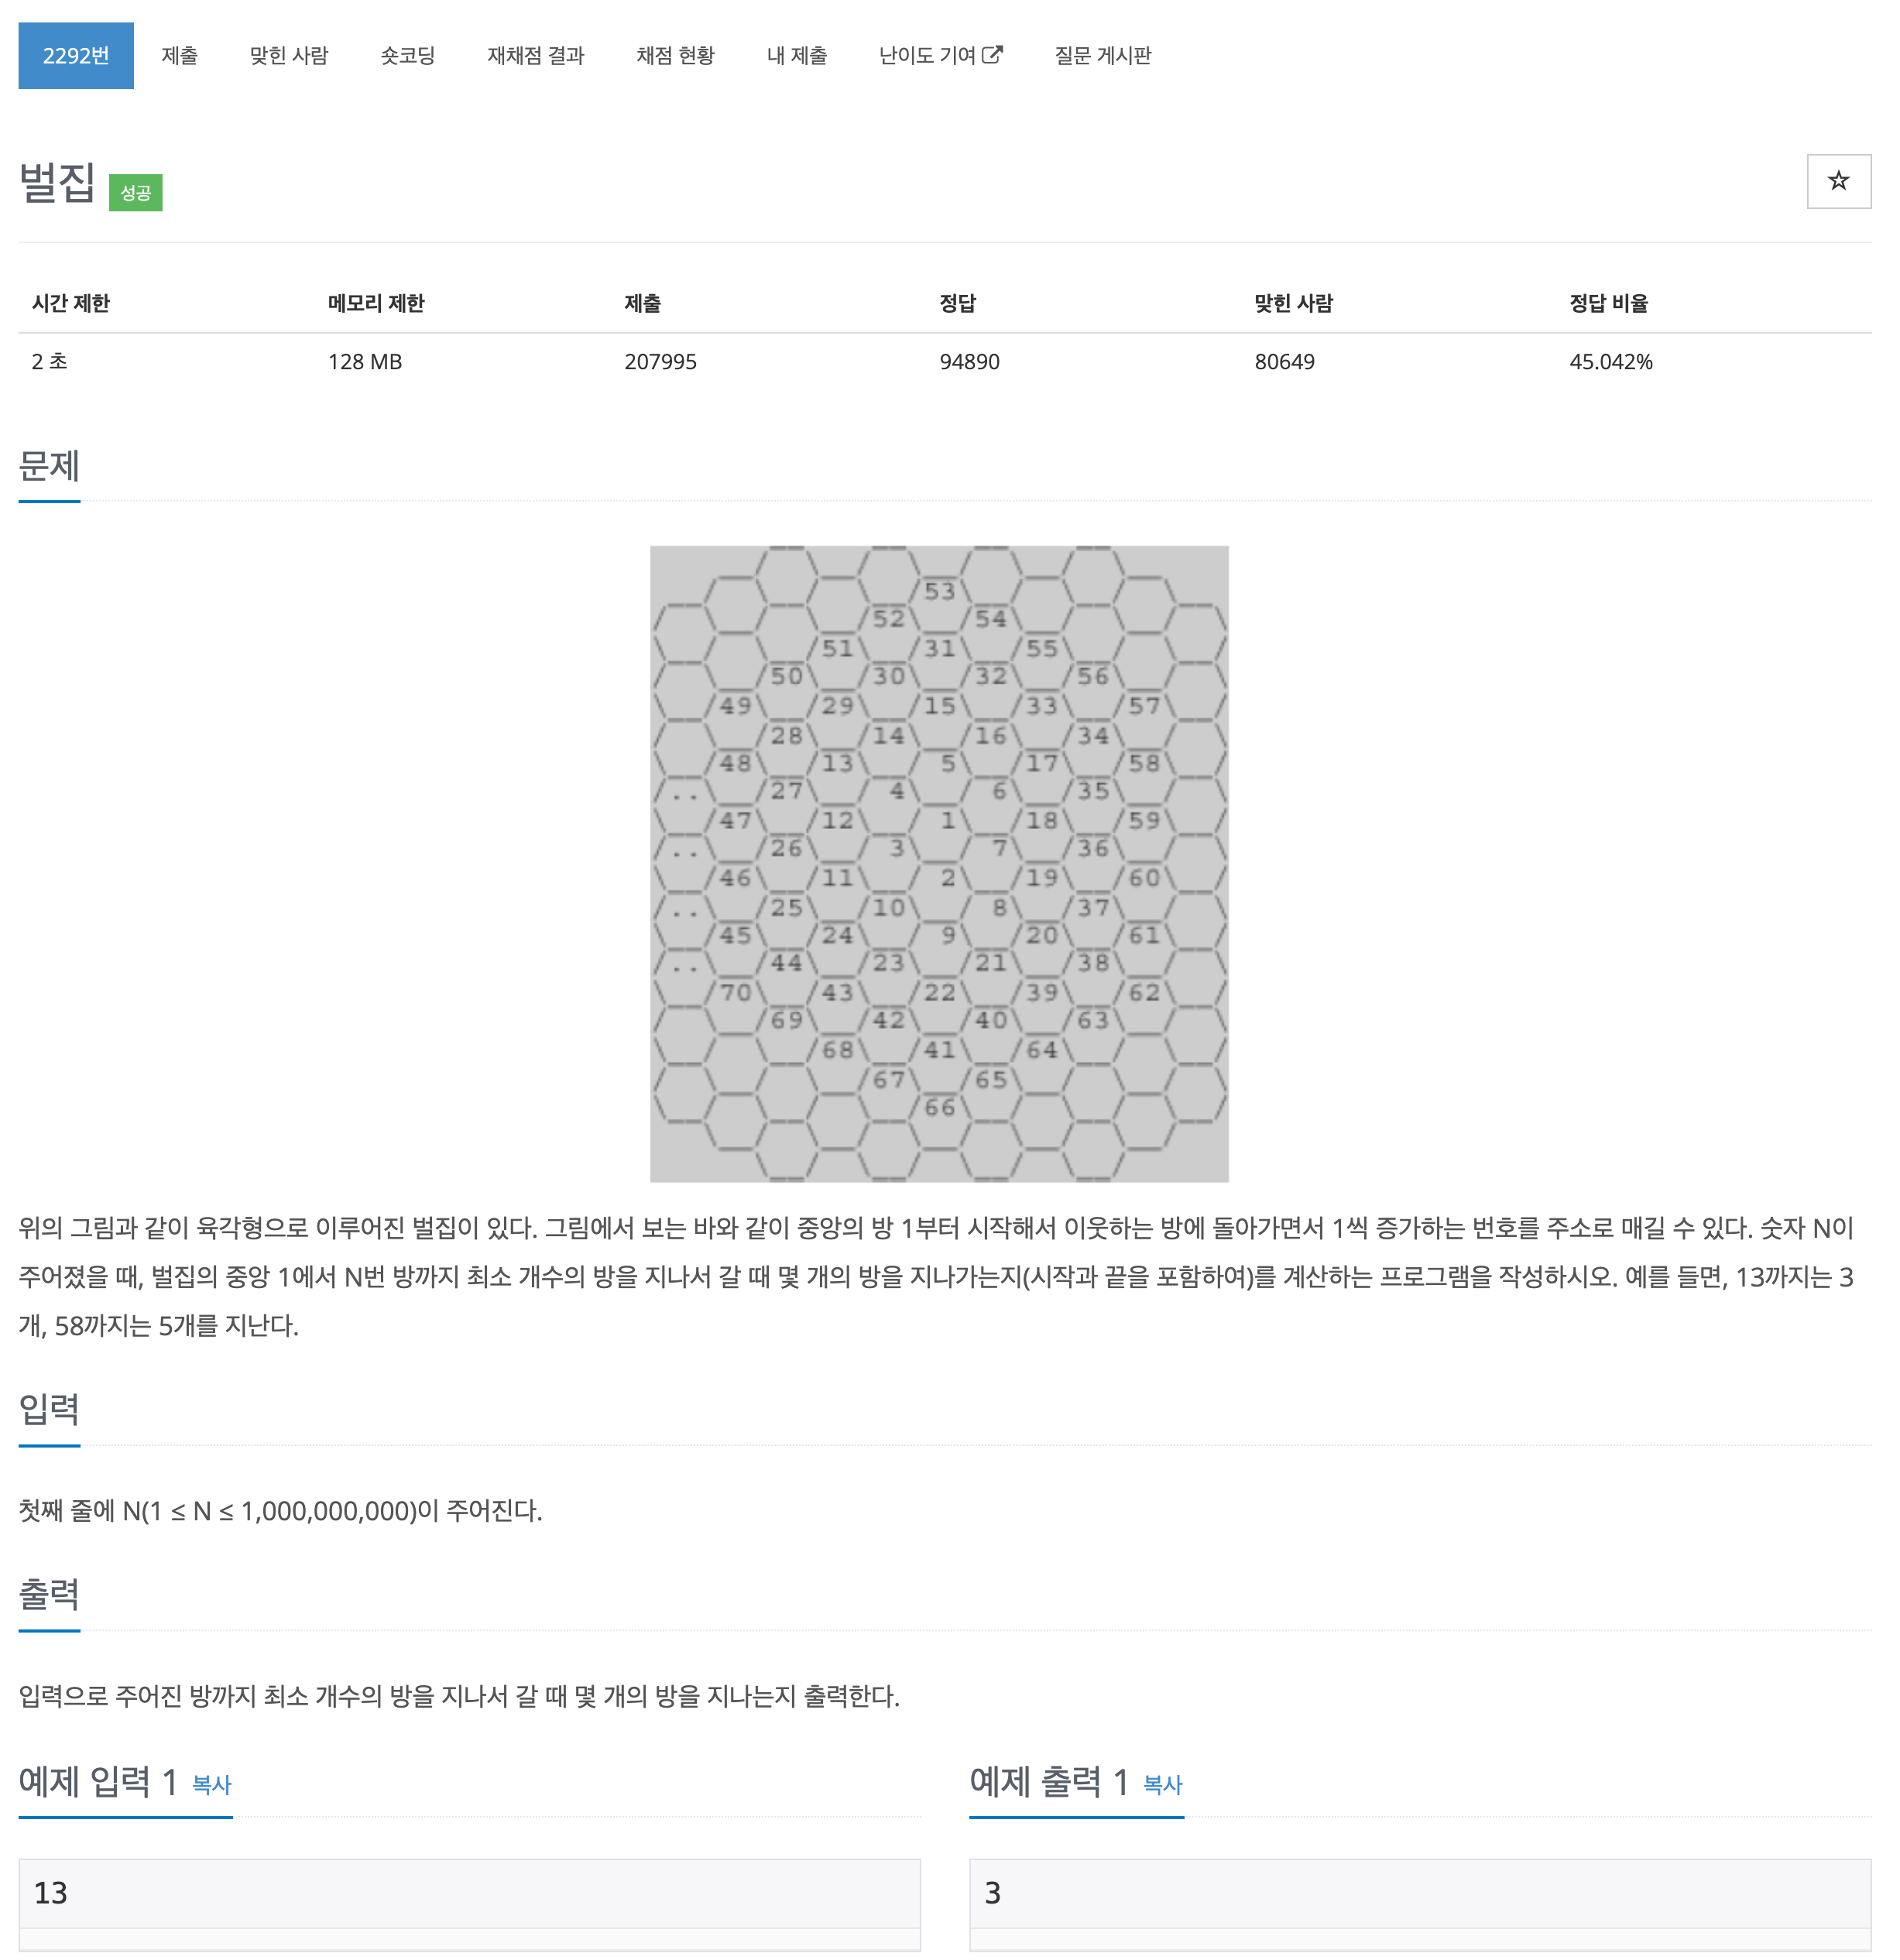 2292번 제출 맞힌 사람 숏코딩 재채점 결과 채점 현황 내 제출 난이도 기여 질문 게시판
벌집 성공
시간 제한 메모리 제한 제출 정답 맞힌 사람 정답 비율
2 초 128 MB 207995 94890 80649 45.042%
문제
53
52 54
51 31 55
50 30 32 56
49 29 15 33 57
28 14 16 34
48 13 5 17 58
.. 27 4 6 35
47 12 1 18 59
.. 26 3 7 36
46 11 2 19 60
.. 25 10 8 37
45 24 9 20 61
.. 44 23 21 38
70 43 22 39 62
69 42 40 63
68 41 64
67 65
66
위의 그림과 같이 육각형으로 이루어진 벌집이 있다. 그림에서 보는 바와 같이 중앙의 방 1부터 시작해서 이웃하는 방에 돌아가면서 1씩 증가하는 번호를 주소로 매길 수 있다. 숫자 N이
주어졌을 때, 벌집의 중앙 1에서 N번 방까지 최소 개수의 방을 지나서 갈 때 몇 개의 방을 지나가는지(시작과 끝을 포함하여)를 계산하는 프로그램을 작성하시오. 예를 들면, 13까지는 3
개, 58까지는 5개를 지난다.
입력
첫째 줄에 N(1 ≤ N ≤ 1,000,000,000)이 주어진다.
출력
입력으로 주어진 방까지 최소 개수의 방을 지나서 갈 때 몇 개의 방을 지나는지 출력한다.
예제 입력 1 복사
13
예제 출력 1 복사
3